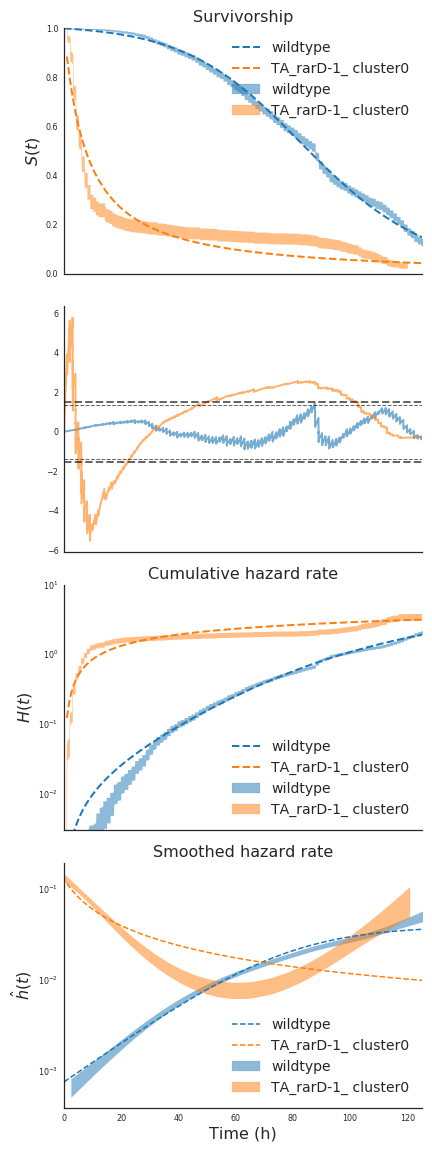 Survivorship
1.0
0.8
0.6
0.4
0.2
0.0
S(t)
wildtype
TA_rarD-1_ cluster0
wildtype
TA_rarD-1_ cluster0
6
4
2
0
−2
−4
−6
Cumulative hazard rate
10¹
10⁰
10⁻¹
10⁻²
H(t)
wildtype
TA_rarD-1_ cluster0
wildtype
TA_rarD-1_ cluster0
Smoothed hazard rate
10⁻¹
10⁻²
10⁻³
ĥ(t)
wildtype
TA_rarD-1_ cluster0
wildtype
TA_rarD-1_ cluster0
0 20 40 60 80 100 120
Time (h)